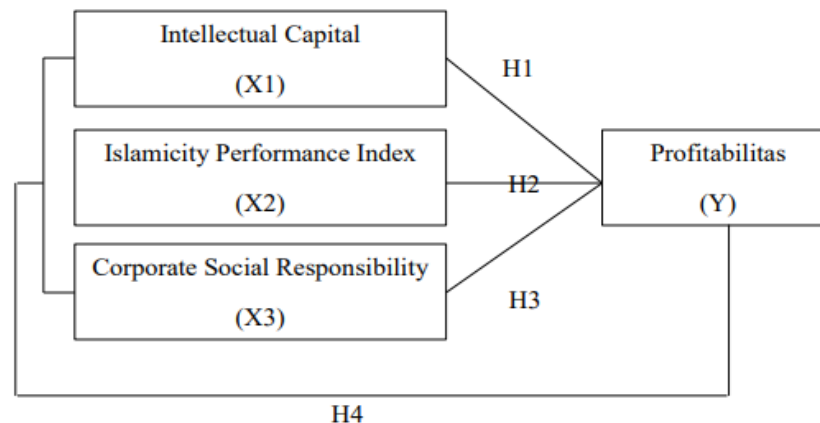 Intellectual Capital
(X1)
H1
Islamicity Performance Index
(X2)
H2
Profitabilitas
(Y)
Corporate Social Responsibility
(X3)
H3
H4